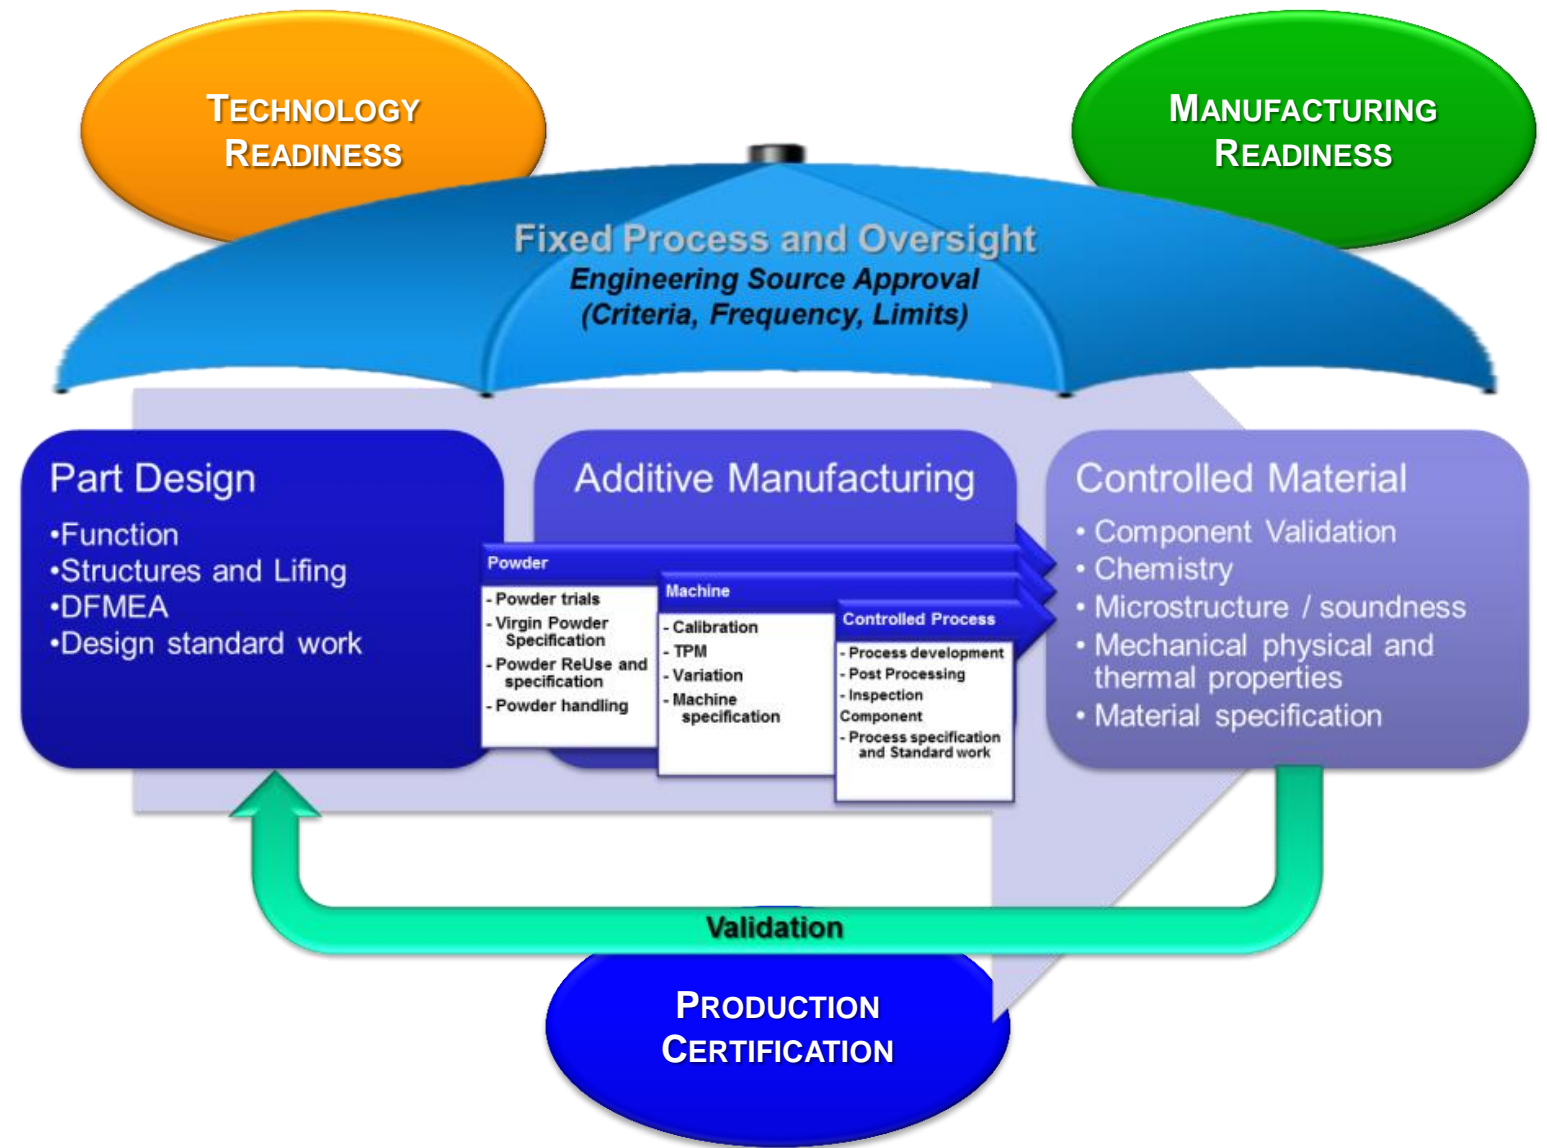 TECHNOLOGY
READINESS
MANUFACTURING
READINESS
Fixed Process and Oversight
Engineering Source Approval
(Criteria, Frequency, Limits)
Part Design
•Function
•Structures and Lifing
•DFMEA
•Design standard work
Additive Manufacturing
Powder
- Powder trials
- Virgin Powder
Specification
- Powder ReUse and
specification
- Powder handling
Machine
- Calibration
- TPM
- Variation
- Machine
specification
Controlled Process
- Process development
- Post Processing
- Inspection
Component
- Process specification
and Standard work
Controlled Material
• Component Validation
• Chemistry
• Microstructure / soundness
• Mechanical physical and
thermal properties
• Material specification
Validation
PRODUCTION
CERTIFICATION